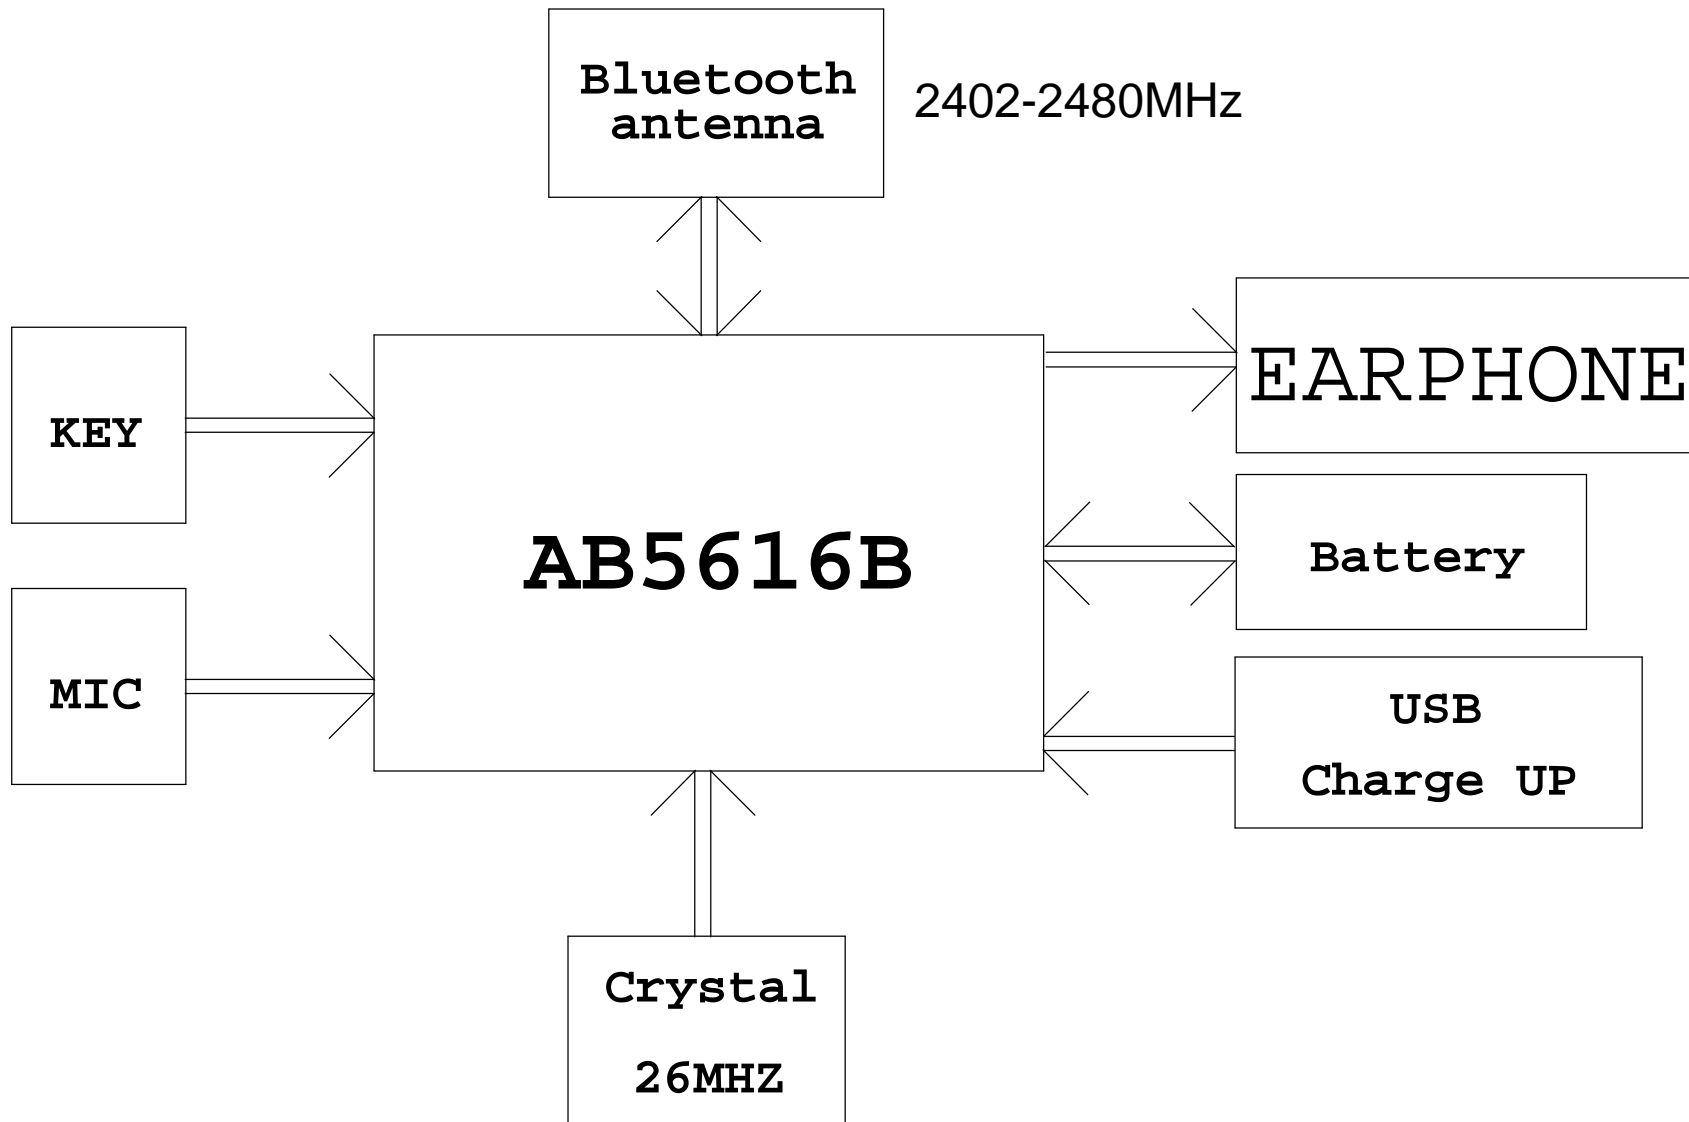 Bluetooth
antenna
2402-2480MHz
EARPHONE
KEY
AB5616B
Battery
MIC
USB
Charge UP
Crystal
26MHZ